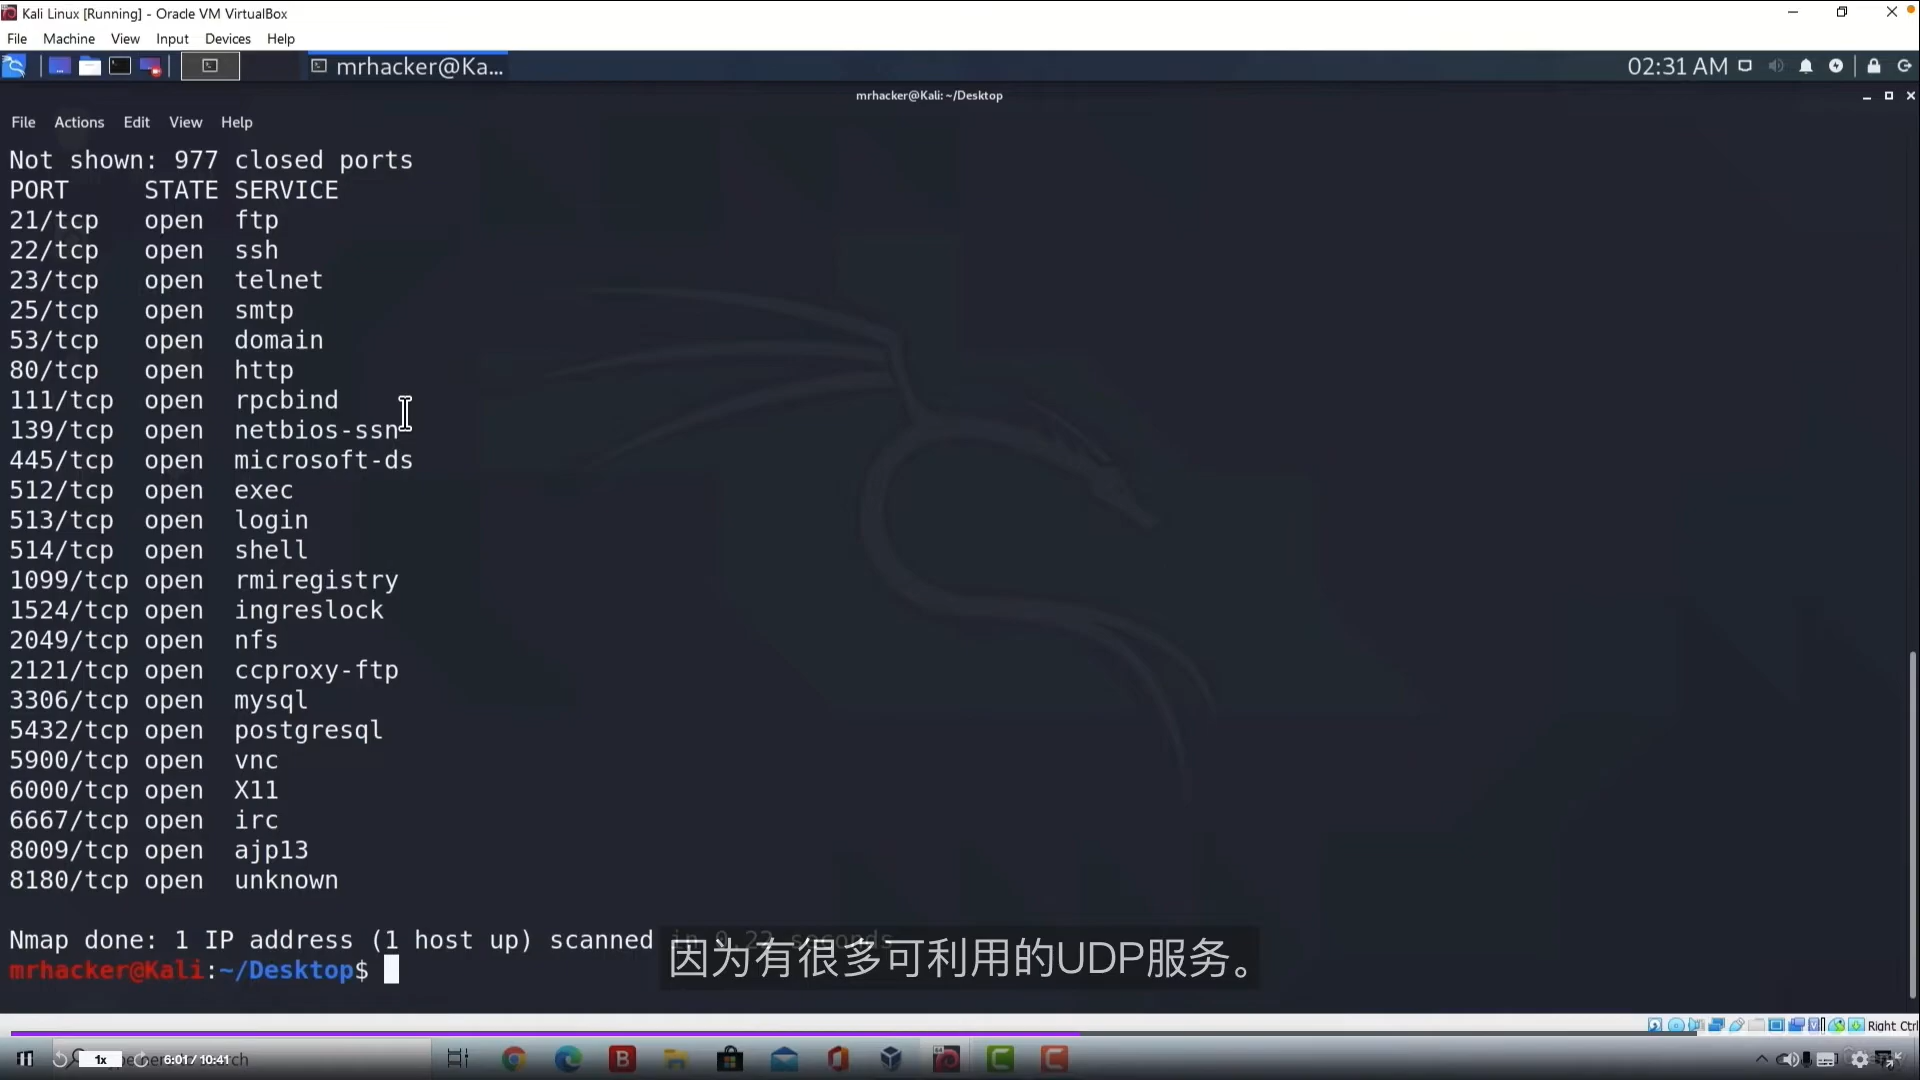 Kali Linux [Running] - Oracle VM VirtualBox
File Machine View Input Devices Help
mrhacker@Ka...
02:31 AM
mrhacker@Kali: ~/Desktop
File Actions Edit View Help
Not shown: 977 closed ports
PORT STATE SERVICE
21/tcp open ftp
22/tcp open ssh
23/tcp open telnet
25/tcp open smtp
53/tcp open domain
80/tcp open http
111/tcp open rpcbind
139/tcp open netbios-ssn
445/tcp open microsoft-ds
512/tcp open exec
513/tcp open login
514/tcp open shell
1099/tcp open rmiregistry
1524/tcp open ingreslock
2049/tcp open nfs
2121/tcp open ccproxy-ftp
3306/tcp open mysql
5432/tcp open postgresql
5900/tcp open vnc
6000/tcp open X11
6667/tcp open irc
8009/tcp open ajp13
8180/tcp open unknown
Nmap done: 1 IP address (1 host up) scanned in 0.22 seconds
因为有很多可利用的UDP服务。
mrhacker@Kali:~/Desktop$
Right Ctrl
1x
6:01 / 10:41